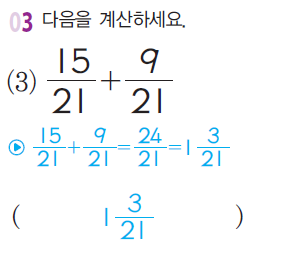 03 다음을 계산하세요.
(3) 15/21 + 9/21
▶ 15/21 + 9/21 = 24/21 = 1 3/21
( 1 3/21 )